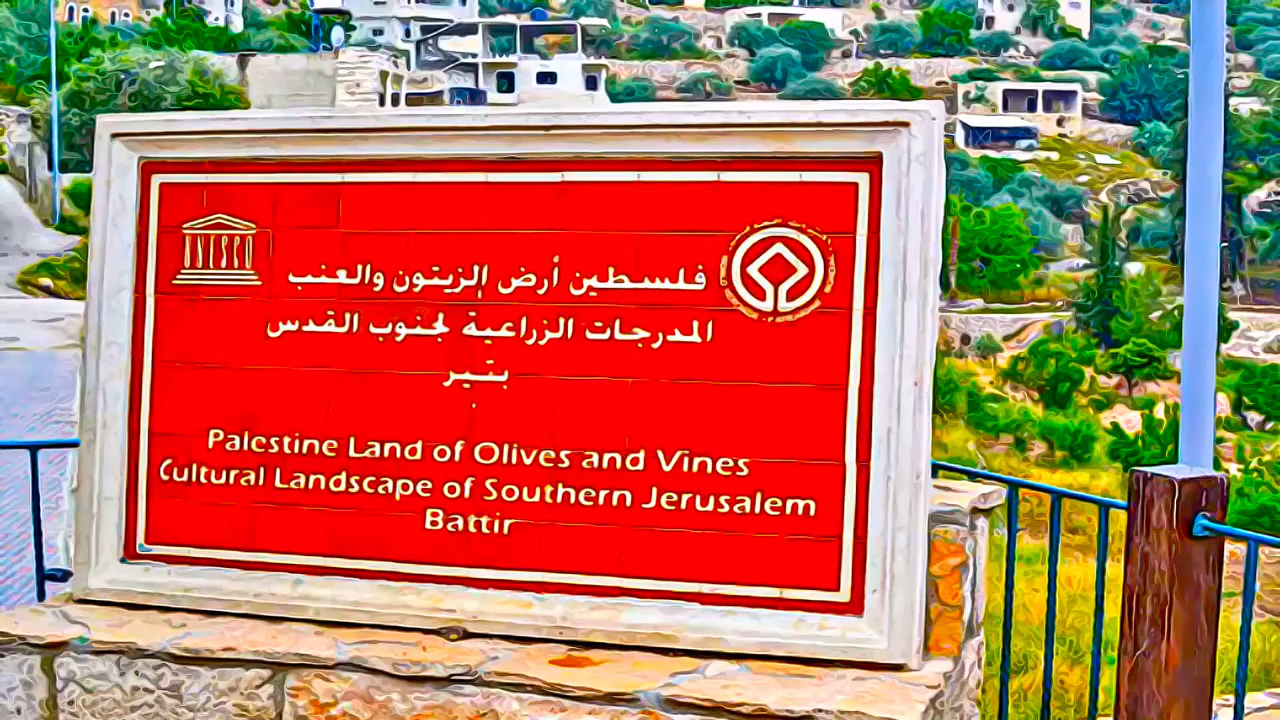 UNESCO
فلسطين أرض الزيتون والعنب
المدرجات الزراعية لجنوب القدس
بتير
Palestine Land of Olives and Vines
Cultural Landscape of Southern Jerusalem
Battir